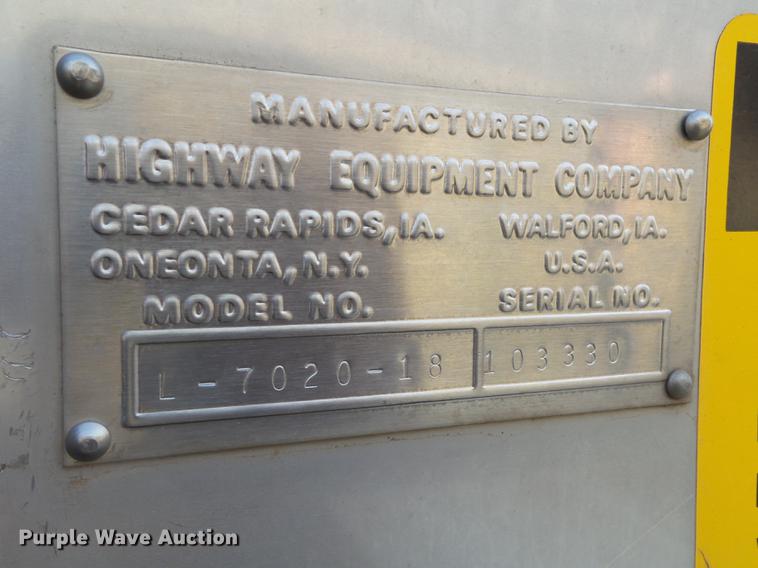 MANUFACTURED BY
HIGHWAY EQUIPMENT COMPANY
CEDAR RAPIDS, IA. WALFORD, IA.
ONEONTA, N.Y. U.S.A.
MODEL NO. SERIAL NO.
L-7020-18 103330
Purple Wave Auction